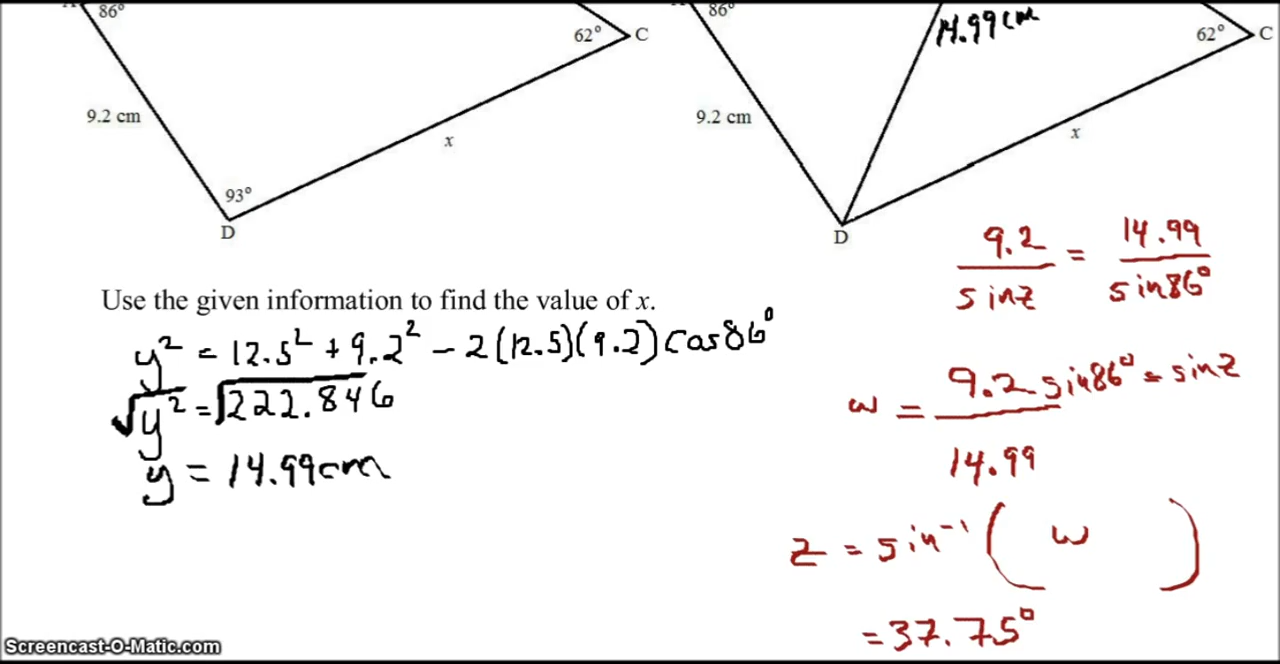 86°
62°
C
9.2 cm
x
93°
D
86°
14.99 cm
62°
C
9.2 cm
x
D
Use the given information to find the value of x.
y² = 12.5² + 9.2² − 2(12.5)(9.2) cos86°
√y² = √222.846
y = 14.99cm
9.2 / sinz = 14.99 / sin86°
w = 9.2 sin86° / 14.99 = sinz
z = sin⁻¹( w )
= 37.75°
Screencast-O-Matic.com